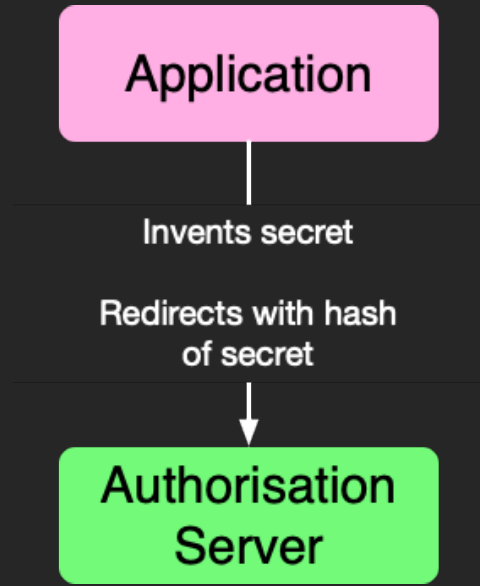 Application
Invents secret
Redirects with hash
of secret
Authorisation
Server